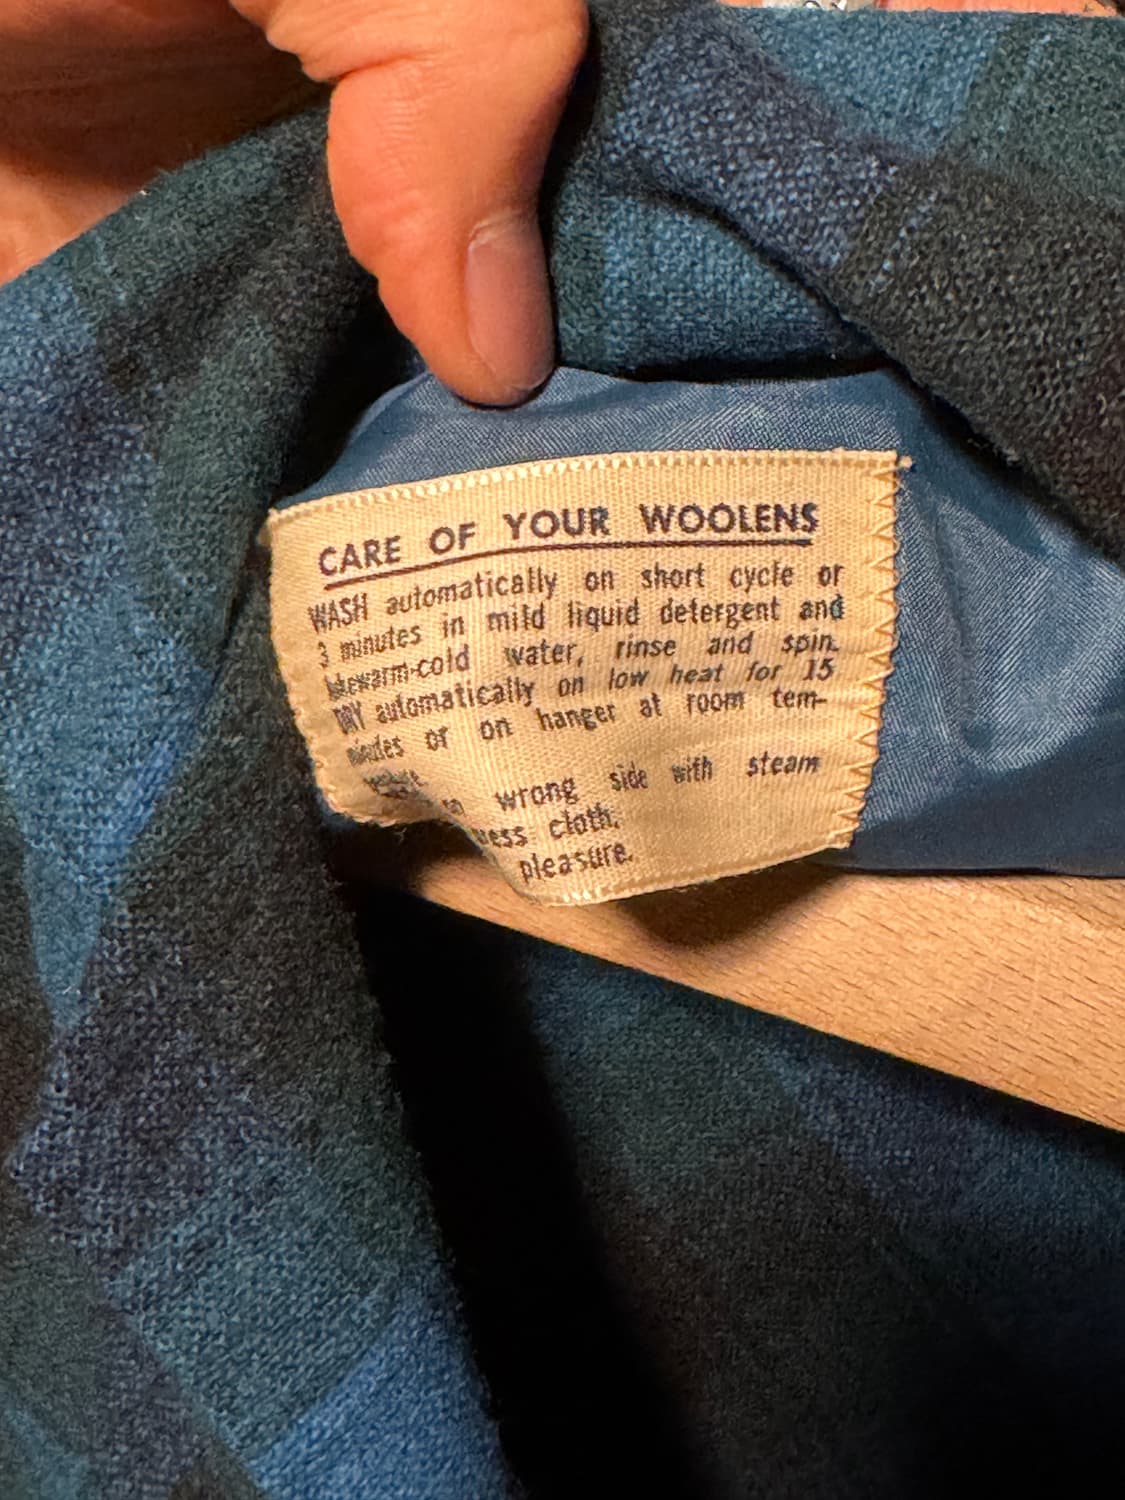 CARE OF YOUR WOOLENS
WASH automatically on short cycle or
3 minutes in mild liquid detergent and
lukewarm-cold water, rinse and spin.
DRY automatically on low heat for 15
minutes or on hanger at room tem-
wrong side with steam
cloth.
pleasure.